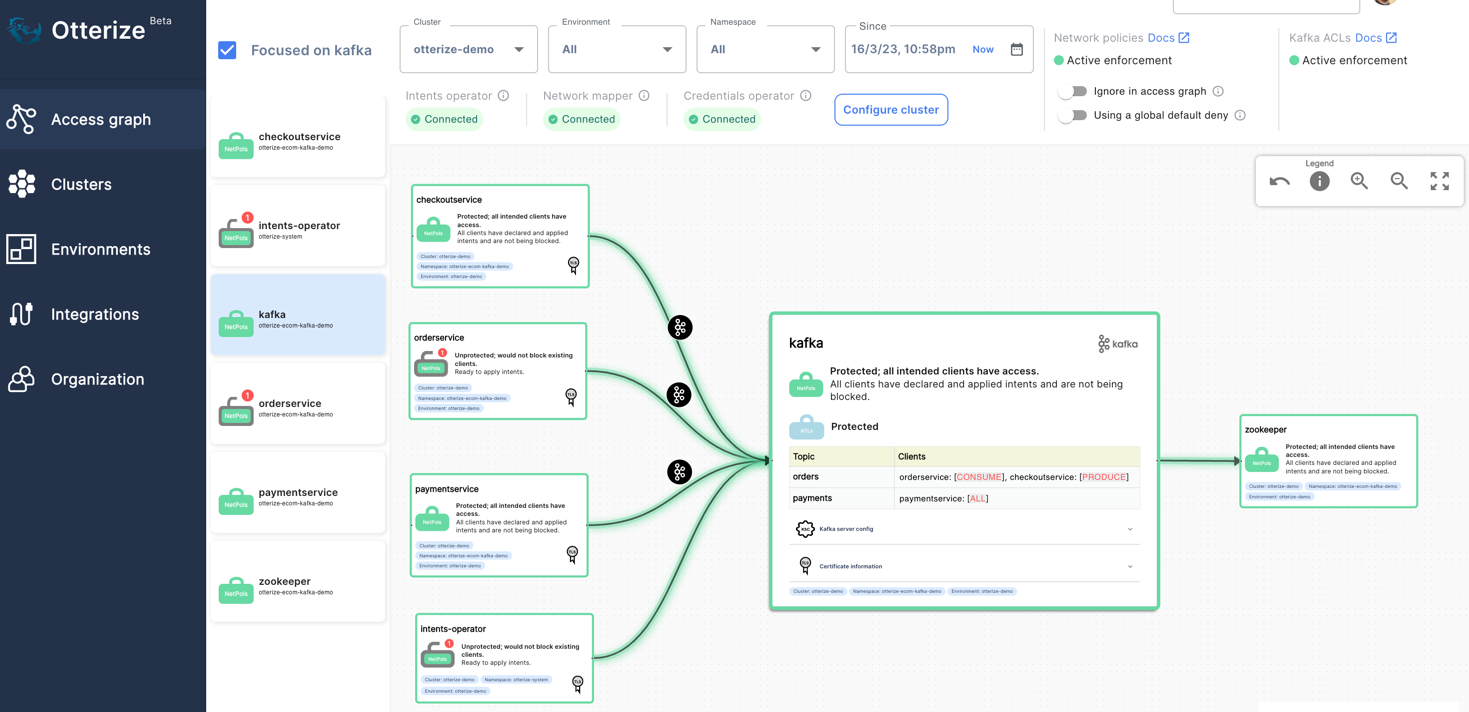 Otterize Beta
Access graph
Clusters
Environments
Integrations
Organization
Focused on kafka
checkoutservice
otterize-ecom-kafka-demo
NetPols
1
intents-operator
otterize-system
NetPols
kafka
otterize-ecom-kafka-demo
NetPols
1
orderservice
otterize-ecom-kafka-demo
NetPols
paymentservice
otterize-ecom-kafka-demo
NetPols
zookeeper
otterize-ecom-kafka-demo
NetPols
Cluster
otterize-demo
Environment
All
Namespace
All
Since
16/3/23, 10:58pm Now
Intents operator
Connected
Network mapper
Connected
Credentials operator
Connected
Configure cluster
Network policies Docs
Active enforcement
Ignore in access graph
Using a global default deny
Kafka ACLs Docs
Active enforcement
Legend
checkoutservice
NetPols
Protected; all intended clients have
access.
All clients have declared and applied
intents and are not being blocked.
Cluster: otterize-demo
Namespace: otterize-ecom-kafka-demo
Environment: otterize-demo
TLS
orderservice
1
NetPols
Unprotected; would not block existing
clients.
Ready to apply intents.
Cluster: otterize-demo
Namespace: otterize-ecom-kafka-demo
Environment: otterize-demo
TLS
paymentservice
NetPols
Protected; all intended clients have
access.
All clients have declared and applied
intents and are not being blocked.
Cluster: otterize-demo
Namespace: otterize-ecom-kafka-demo
Environment: otterize-demo
TLS
intents-operator
1
NetPols
Unprotected; would not block existing
clients.
Ready to apply intents.
Cluster: otterize-demo Namespace: otterize-system
Environment: otterize-demo
TLS
kafka
kafka
NetPols
Protected; all intended clients have access.
All clients have declared and applied intents and are not being
blocked.
ACLs
Protected
Topic Clients
orders orderservice: [CONSUME], checkoutservice: [PRODUCE]
payments paymentservice: [ALL]
KSC Kafka server config
TLS Certificate information
Cluster: otterize-demo Namespace: otterize-ecom-kafka-demo Environment: otterize-demo
zookeeper
NetPols
Protected; all intended clients have
access.
All clients have declared and applied
intents and are not being blocked.
Cluster: otterize-demo Namespace: otterize-ecom-kafka-demo
Environment: otterize-demo